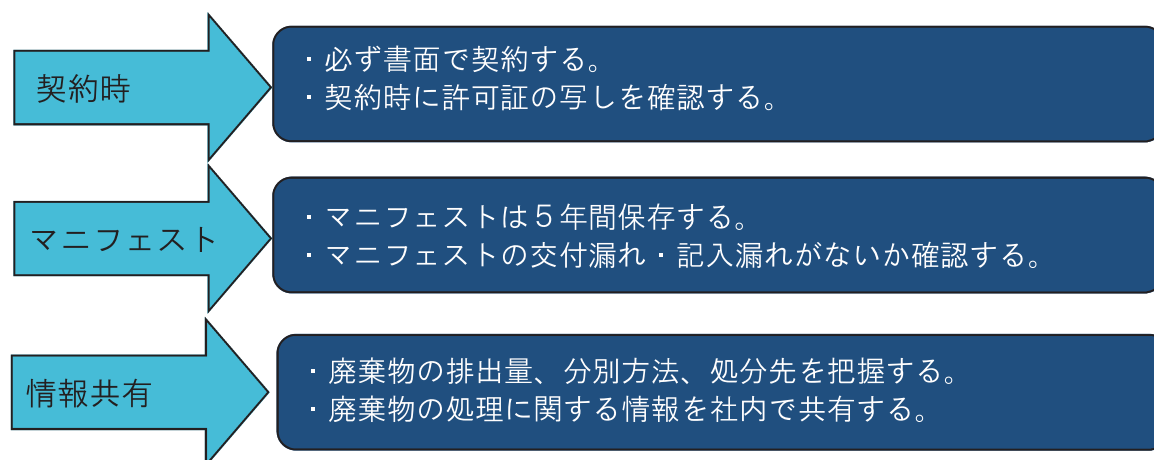 契約時
・必ず書面で契約する。
・契約時に許可証の写しを確認する。
マニフェスト
・マニフェストは５年間保存する。
・マニフェストの交付漏れ・記入漏れがないか確認する。
情報共有
・廃棄物の排出量、分別方法、処分先を把握する。
・廃棄物の処理に関する情報を社内で共有する。